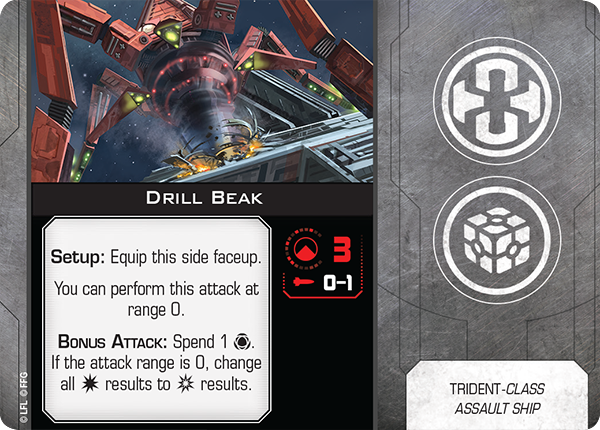 DRILL BEAK
Setup: Equip this side faceup.
You can perform this attack at
range 0.
BONUS ATTACK: Spend 1 .
If the attack range is 0, change
all results to results.
3
0-1
TRIDENT-CLASS
ASSAULT SHIP
© LFL © FFG